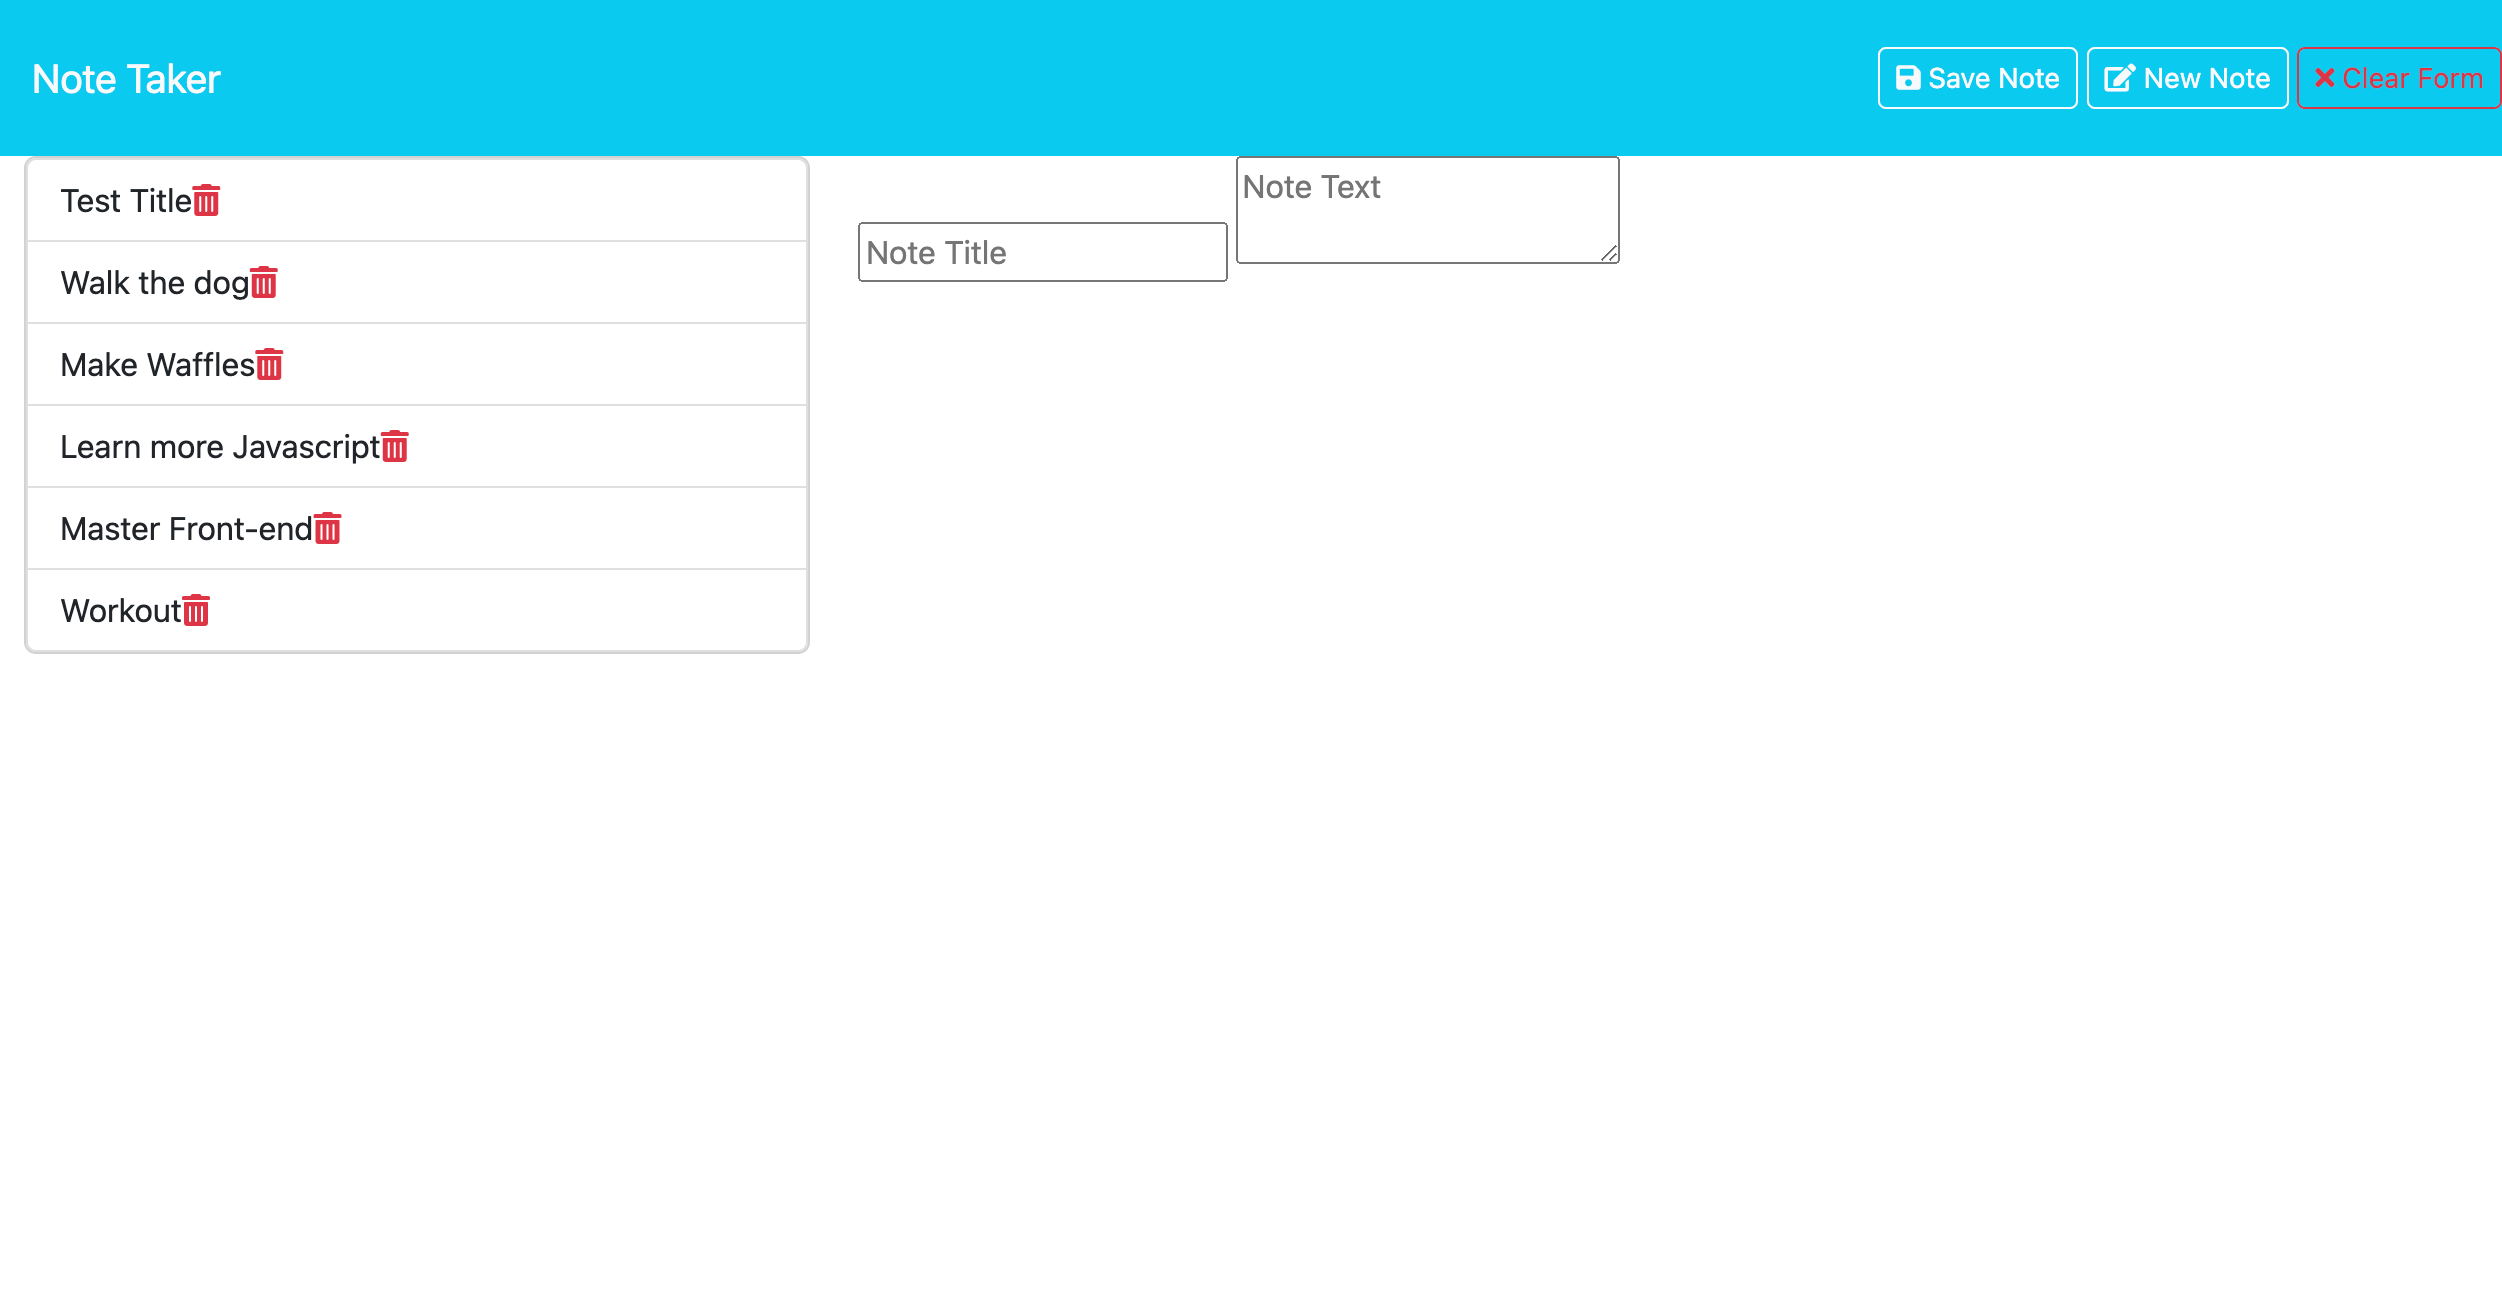 Note Taker
Save Note
New Note
Clear Form
Test Title
Walk the dog
Make Waffles
Learn more Javascript
Master Front-end
Workout
Note Title
Note Text